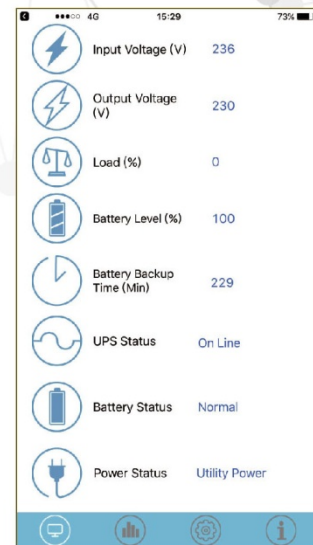 4G 15:29 73%
Input Voltage (V) 236
Output Voltage
(V) 230
Load (%) 0
Battery Level (%) 100
Battery Backup
Time (Min) 229
UPS Status On Line
Battery Status Normal
Power Status Utility Power